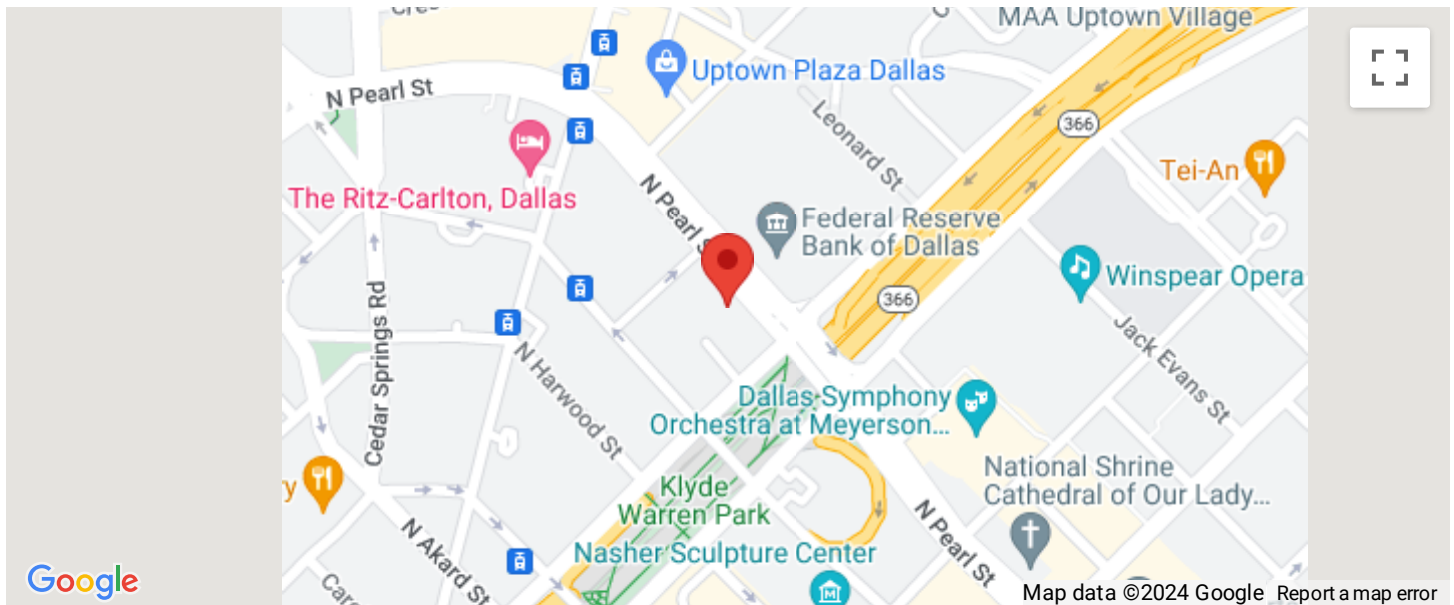 MAA Uptown Village
N Pearl St
Uptown Plaza Dallas
366
Leonard St
Tei-An
The Ritz-Carlton, Dallas
N Pearl
Federal Reserve
Bank of Dallas
Winspear Opera
366
Cedar Springs Rd
N Harwood St
Jack Evans St
Dallas Symphony
Orchestra at Meyerson...
National Shrine
Cathedral of Our Lady...
Klyde
Warren Park
N Akard St
N Pearl St
Nasher Sculpture Center
Google
Map data ©2024 Google
Report a map error